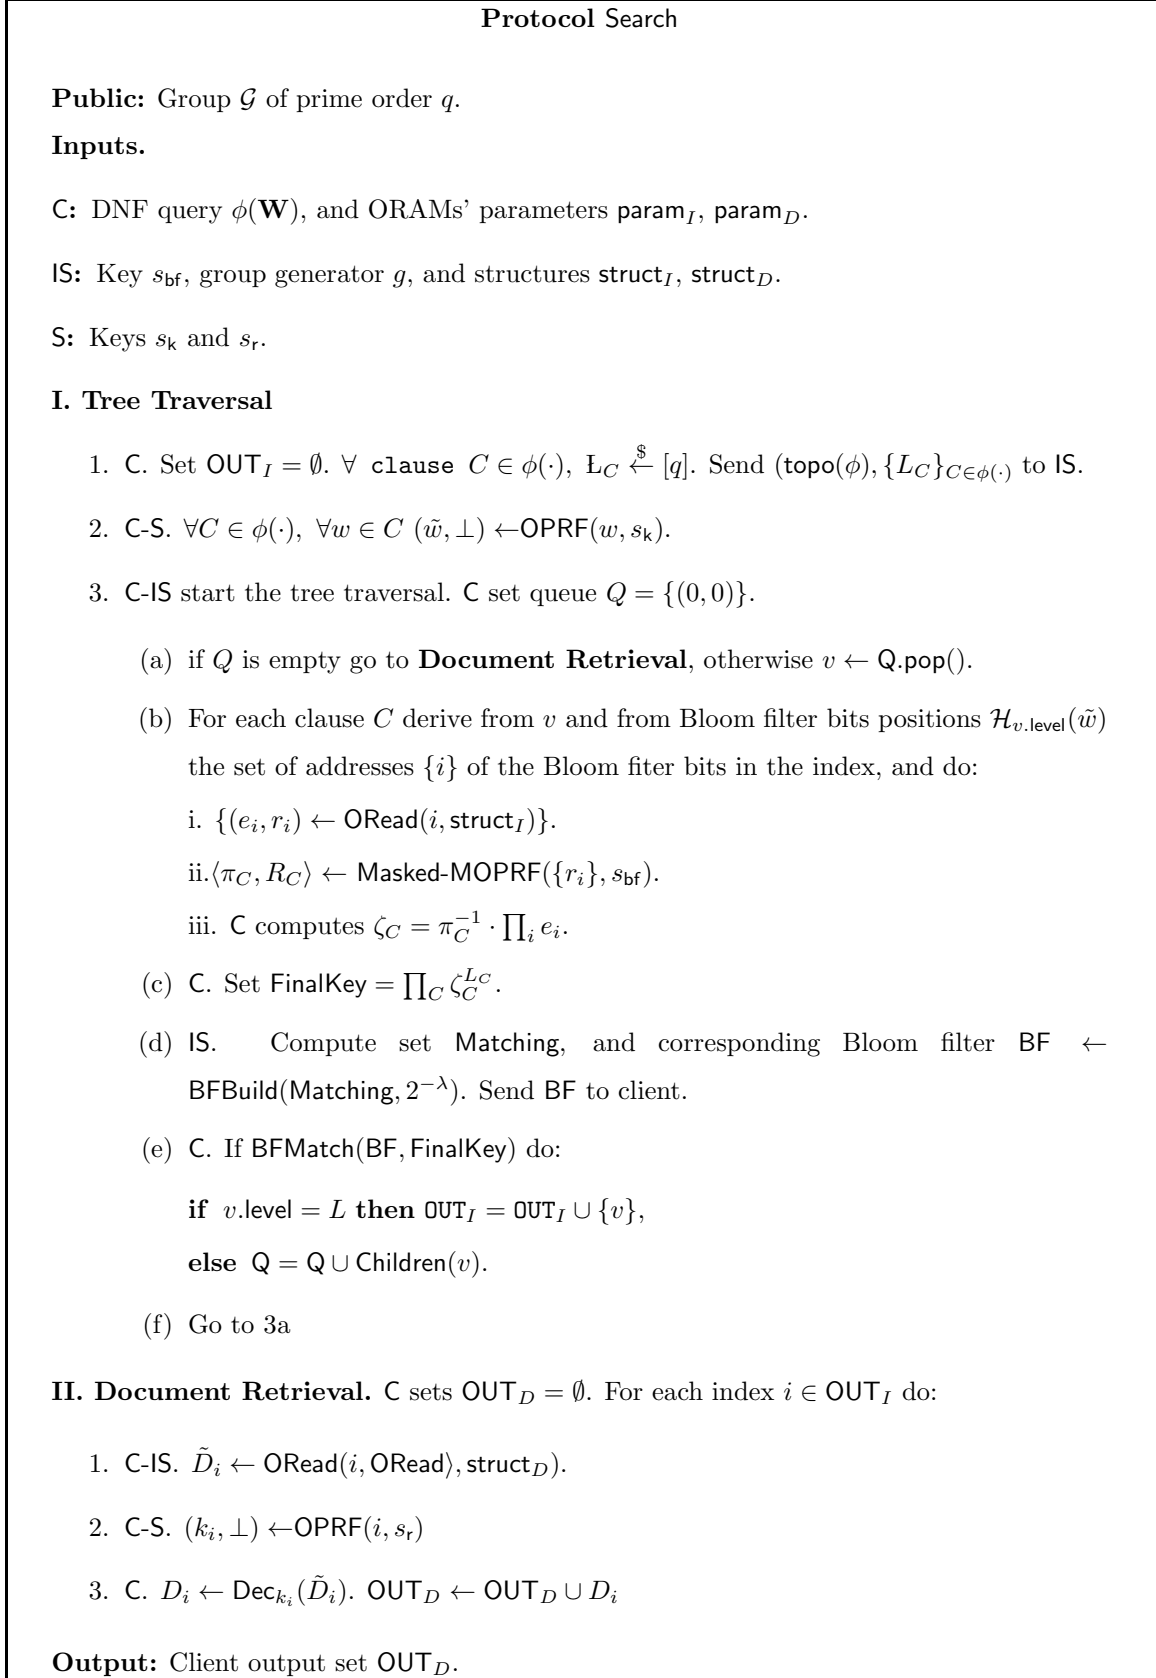 Protocol Search
Public: Group 𝒢 of prime order q.
Inputs.
C: DNF query ϕ(W), and ORAMs' parameters param_I, param_D.
IS: Key s_bf, group generator g, and structures struct_I, struct_D.
S: Keys s_k and s_r.
I. Tree Traversal
1. C. Set OUT_I = ∅. ∀ clause C ∈ ϕ(·), Ł_C ←$ [q]. Send (topo(ϕ), {L_C}_{C∈ϕ(·)} to IS.
2. C-S. ∀C ∈ ϕ(·), ∀w ∈ C (w̃, ⊥) ←OPRF(w, s_k).
3. C-IS start the tree traversal. C set queue Q = {(0, 0)}.
(a) if Q is empty go to Document Retrieval, otherwise v ← Q.pop().
(b) For each clause C derive from v and from Bloom filter bits positions ℋ_{v.level}(w̃)
the set of addresses {i} of the Bloom fiter bits in the index, and do:
i. {(e_i, r_i) ← ORead(i, struct_I)}.
ii.⟨π_C, R_C⟩ ← Masked-MOPRF({r_i}, s_bf).
iii. C computes ζ_C = π_C^{-1} · ∏_i e_i.
(c) C. Set FinalKey = ∏_C ζ_C^{L_C}.
(d) IS. Compute set Matching, and corresponding Bloom filter BF ←
BFBuild(Matching, 2^{-λ}). Send BF to client.
(e) C. If BFMatch(BF, FinalKey) do:
if v.level = L then OUT_I = OUT_I ∪ {v},
else Q = Q ∪ Children(v).
(f) Go to 3a
II. Document Retrieval. C sets OUT_D = ∅. For each index i ∈ OUT_I do:
1. C-IS. D̃_i ← ORead(i, ORead⟩, struct_D).
2. C-S. (k_i, ⊥) ←OPRF(i, s_r)
3. C. D_i ← Dec_{k_i}(D̃_i). OUT_D ← OUT_D ∪ D_i
Output: Client output set OUT_D.